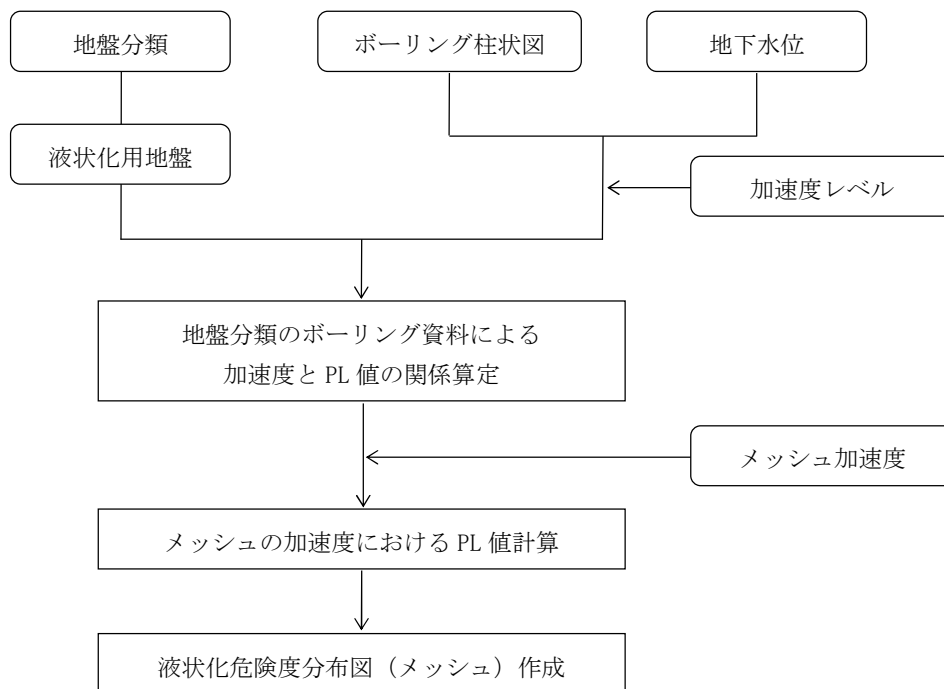 地盤分類
ボーリング柱状図
地下水位
液状化用地盤
加速度レベル
地盤分類のボーリング資料による
加速度と PL 値の関係算定
メッシュ加速度
メッシュの加速度における PL 値計算
液状化危険度分布図（メッシュ）作成